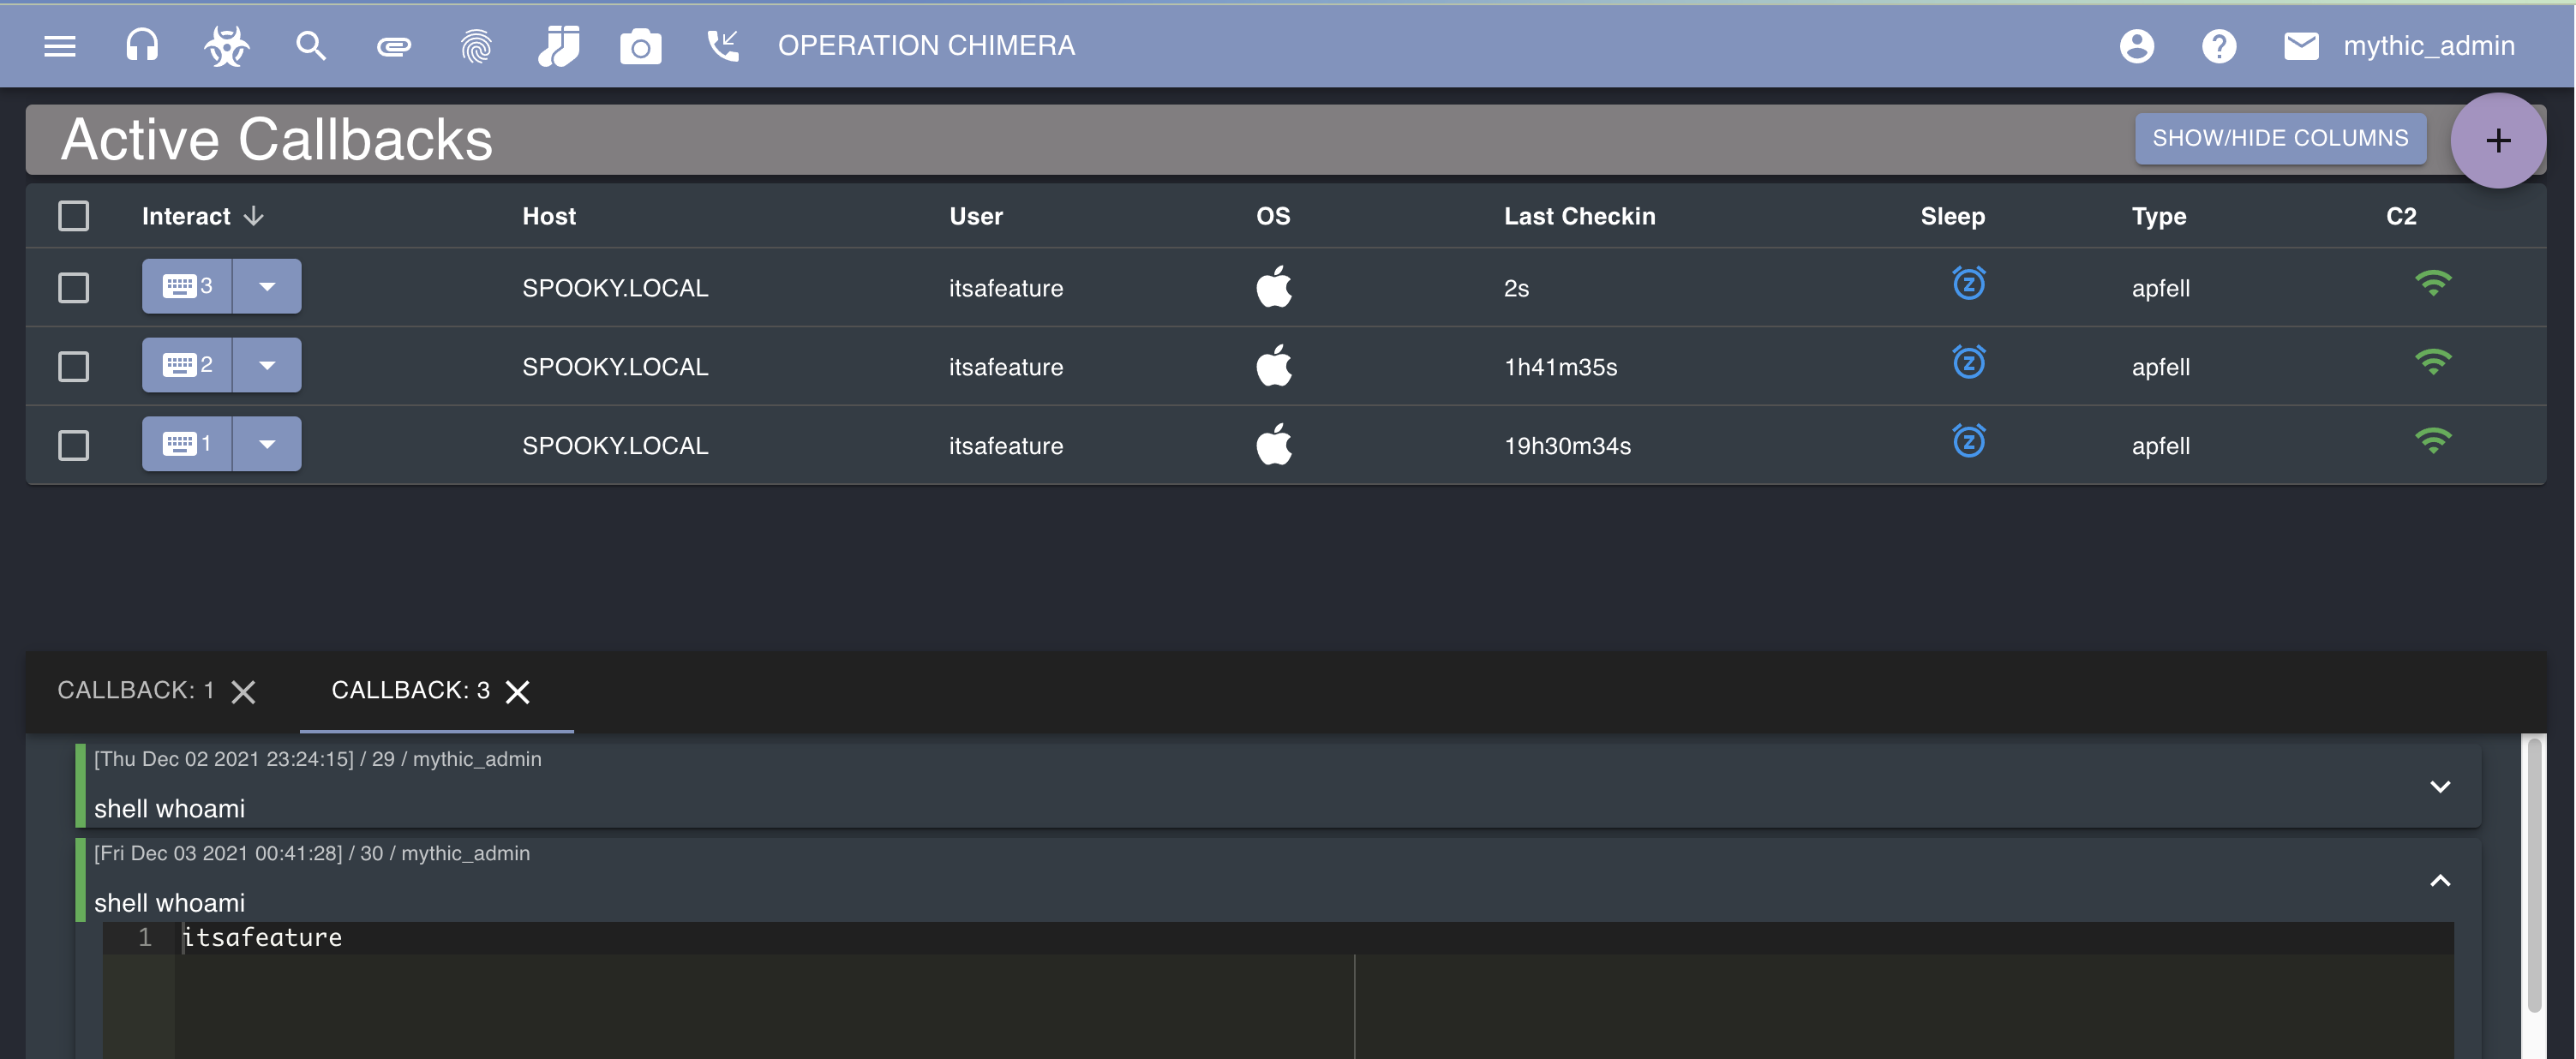 OPERATION CHIMERA mythic_admin
Active Callbacks SHOW/HIDE COLUMNS +
Interact Host User OS Last Checkin Sleep Type C2
3 SPOOKY.LOCAL itsafeature 2s apfell
2 SPOOKY.LOCAL itsafeature 1h41m35s apfell
1 SPOOKY.LOCAL itsafeature 19h30m34s apfell
CALLBACK: 1 CALLBACK: 3
[Thu Dec 02 2021 23:24:15] / 29 / mythic_admin
shell whoami
[Fri Dec 03 2021 00:41:28] / 30 / mythic_admin
shell whoami
1 itsafeature